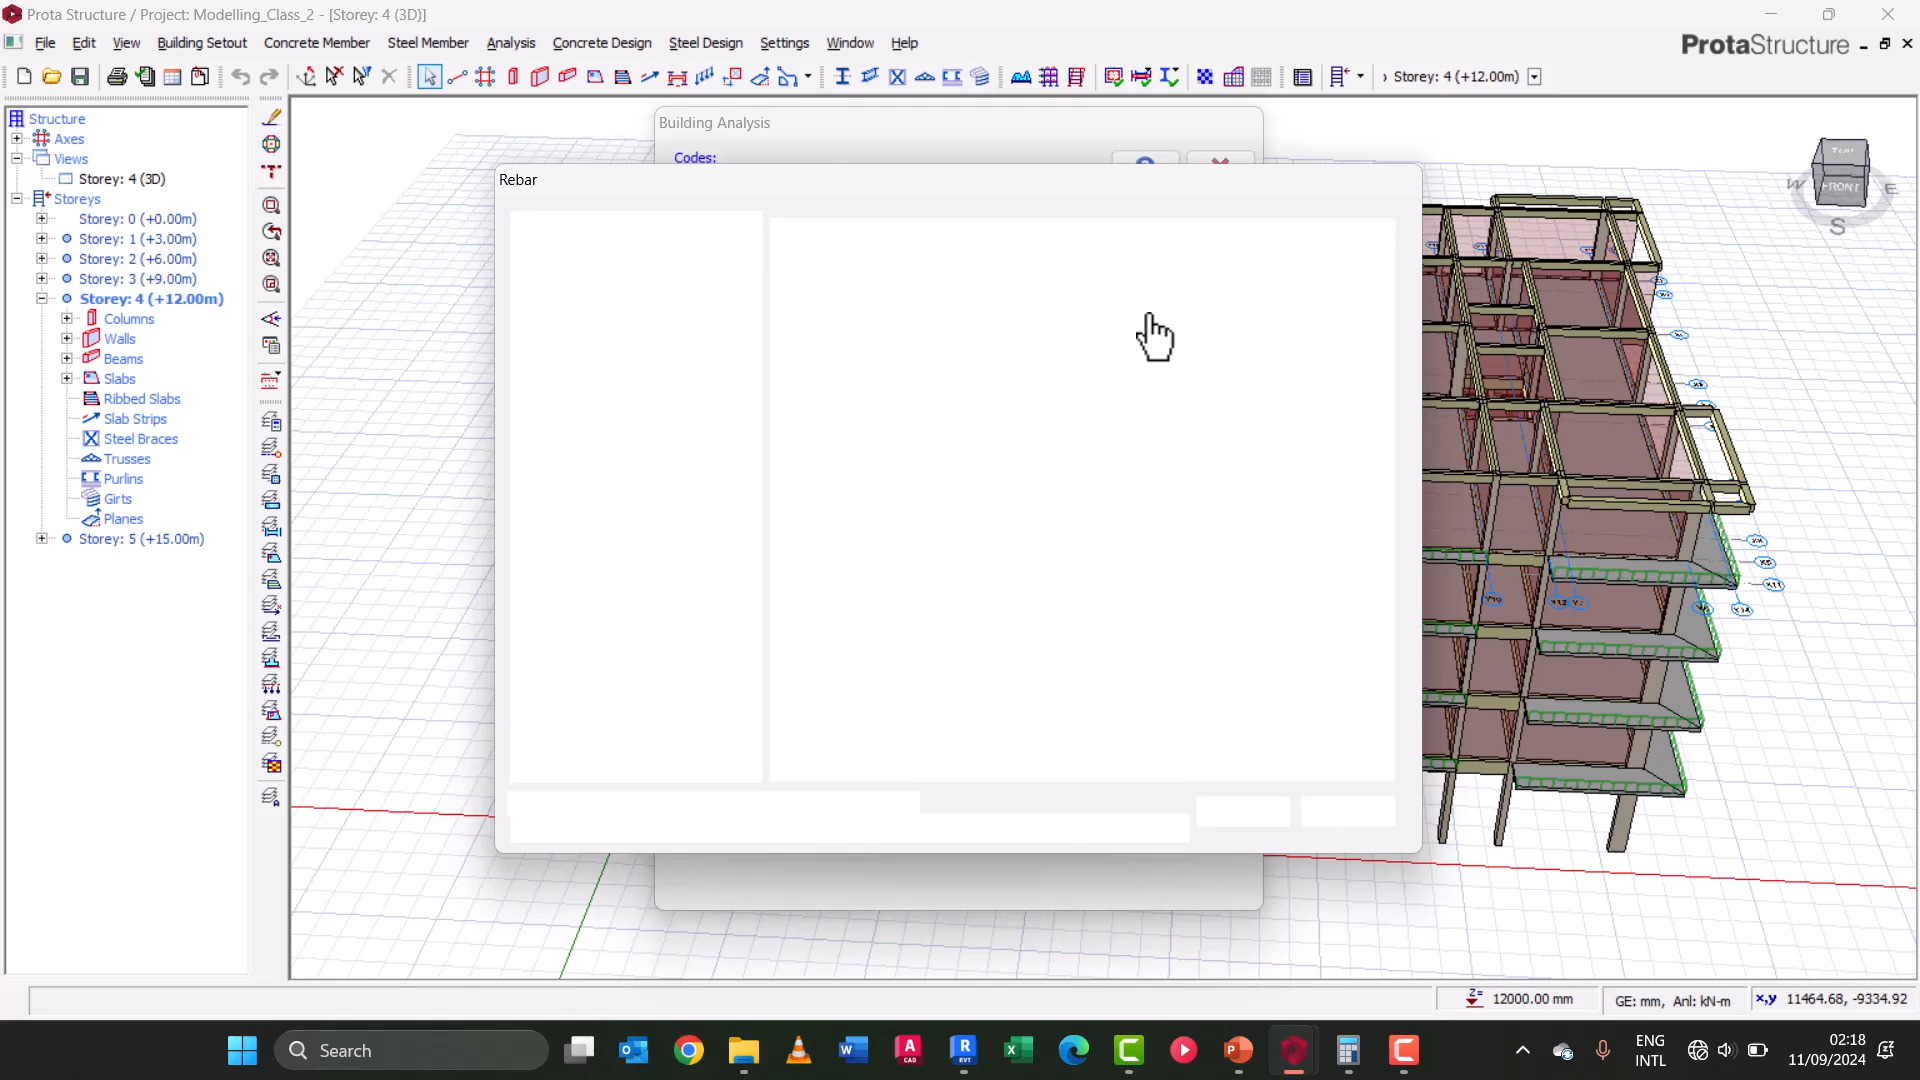 Prota Structure / Project: Modelling_Class_2 - [Storey: 4 (3D)]
File Edit View Building Setout Concrete Member Steel Member Analysis Concrete Design Steel Design Settings Window Help
ProtaStructure
Storey: 4 (+12.00m)
Structure
Axes
Views
Storey: 4 (3D)
Storeys
Storey: 0 (+0.00m)
Storey: 1 (+3.00m)
Storey: 2 (+6.00m)
Storey: 3 (+9.00m)
Storey: 4 (+12.00m)
Columns
Walls
Beams
Slabs
Ribbed Slabs
Slab Strips
Steel Braces
Trusses
Purlins
Girts
Planes
Storey: 5 (+15.00m)
Building Analysis
Codes:
Rebar
FRONT
W
E
S
Z=
12000.00 mm
GE: mm, Anl: kN-m
x,y
11464.68, -9334.92
Search
ENG
INTL
02:18
11/09/2024